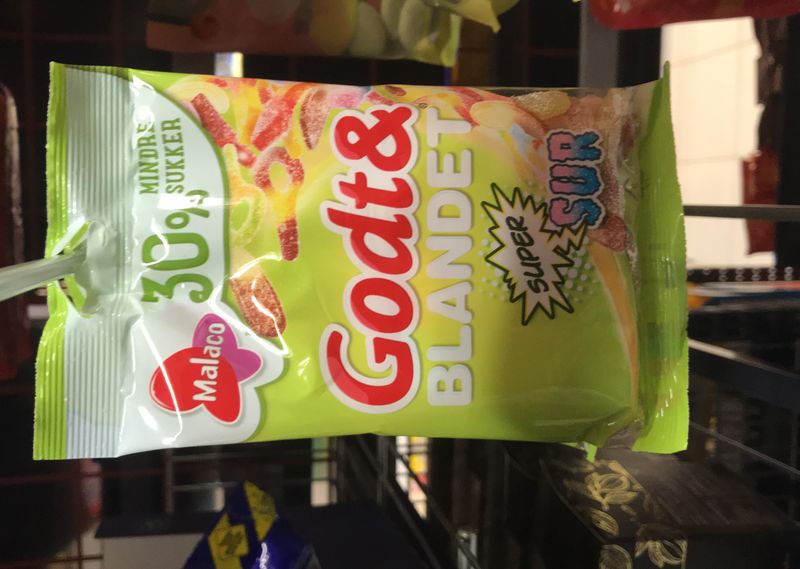 Malaco
30%
MINDRE
SUKKER
Godt&
BLANDET
SUPER
SUR